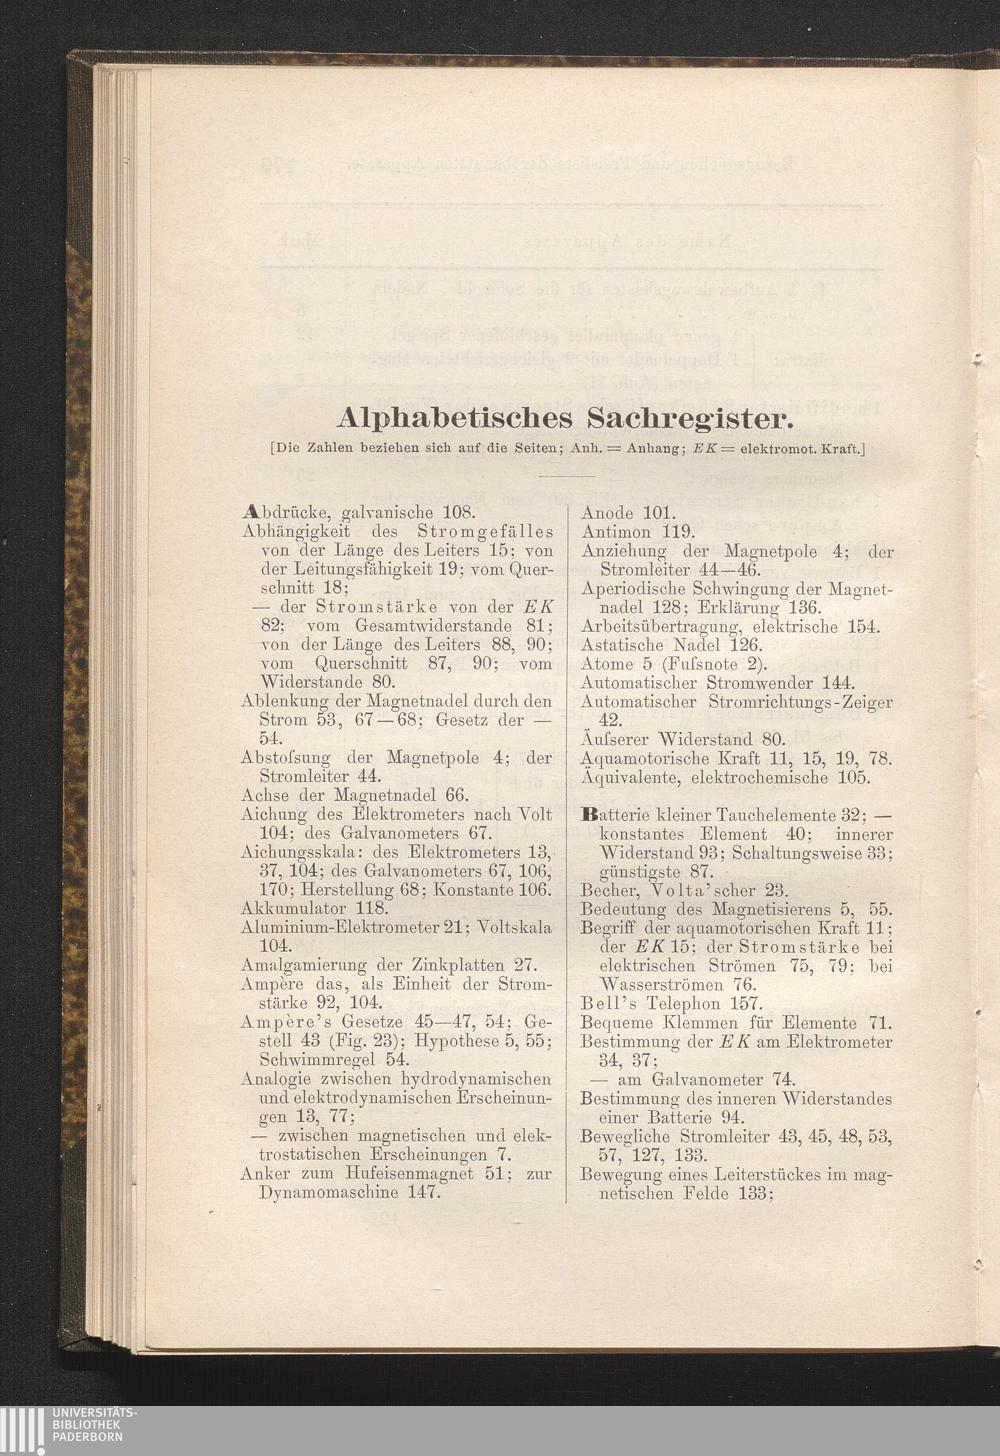 Alphabetisches Sachregister.
[Die Zahlen beziehen sich auf die Seiten; Anh. = Anhang; EK = elektromot. Kraft.]
Abdrücke, galvanische 108.
Abhängigkeit des Stromgefälles
von der Länge des Leiters 15; von
der Leitungsfähigkeit 19; vom Quer-
schnitt 18;
— der Stromstärke von der EK
82; vom Gesamtwiderstande 81;
von der Länge des Leiters 88, 90;
vom Querschnitt 87, 90; vom
Widerstande 80.
Ablenkung der Magnetnadel durch den
Strom 53, 67—68; Gesetz der —
54.
Abstofsung der Magnetpole 4; der
Stromleiter 44.
Achse der Magnetnadel 66.
Aichung des Elektrometers nach Volt
104; des Galvanometers 67.
Aichungsskala: des Elektrometers 13,
37, 104; des Galvanometers 67, 106,
170; Herstellung 68; Konstante 106.
Akkumulator 118.
Aluminium-Elektrometer 21; Voltskala
104.
Amalgamierung der Zinkplatten 27.
Ampère das, als Einheit der Strom-
stärke 92, 104.
Ampère's Gesetze 45—47, 54; Ge-
stell 43 (Fig. 23); Hypothese 5, 55;
Schwimmregel 54.
Analogie zwischen hydrodynamischen
und elektrodynamischen Erscheinun-
gen 13, 77;
— zwischen magnetischen und elek-
trostatischen Erscheinungen 7.
Anker zum Hufeisenmagnet 51; zur
Dynamomaschine 147.
Anode 101.
Antimon 119.
Anziehung der Magnetpole 4; der
Stromleiter 44—46.
Aperiodische Schwingung der Magnet-
nadel 128; Erklärung 136.
Arbeitsübertragung, elektrische 154.
Astatische Nadel 126.
Atome 5 (Fufsnote 2).
Automatischer Stromwender 144.
Automatischer Stromrichtungs-Zeiger
42.
Äufserer Widerstand 80.
Aquamotorische Kraft 11, 15, 19, 78.
Äquivalente, elektrochemische 105.
Batterie kleiner Tauchelemente 32; —
konstantes Element 40; innerer
Widerstand 93; Schaltungsweise 33;
günstigste 87.
Becher, Volta'scher 23.
Bedeutung des Magnetisierens 5, 55.
Begriff der aquamotorischen Kraft 11;
der EK 15; der Stromstärke bei
elektrischen Strömen 75, 79; bei
Wasserströmen 76.
Bell's Telephon 157.
Bequeme Klemmen für Elemente 71.
Bestimmung der EK am Elektrometer
34, 37;
— am Galvanometer 74.
Bestimmung des inneren Widerstandes
einer Batterie 94.
Bewegliche Stromleiter 43, 45, 48, 53,
57, 127, 133.
Bewegung eines Leiterstückes im mag-
netischen Felde 133;
UNIVERSITÄTS-
BIBLIOTHEK
PADERBORN